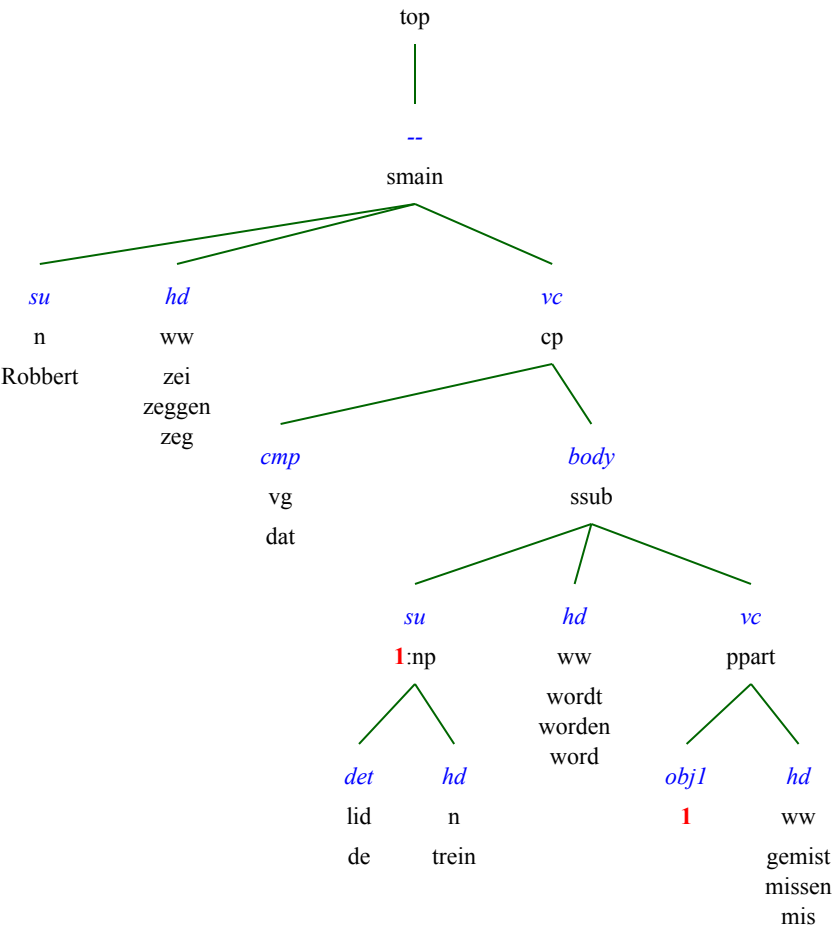 top
--
smain
su hd vc
n ww cp
Robbert zei
zeggen
zeg
cmp body
vg ssub
dat
su hd vc
1:np ww ppart
wordt
worden
word
det hd obj1 hd
lid n 1 ww
de trein gemist
missen
mis